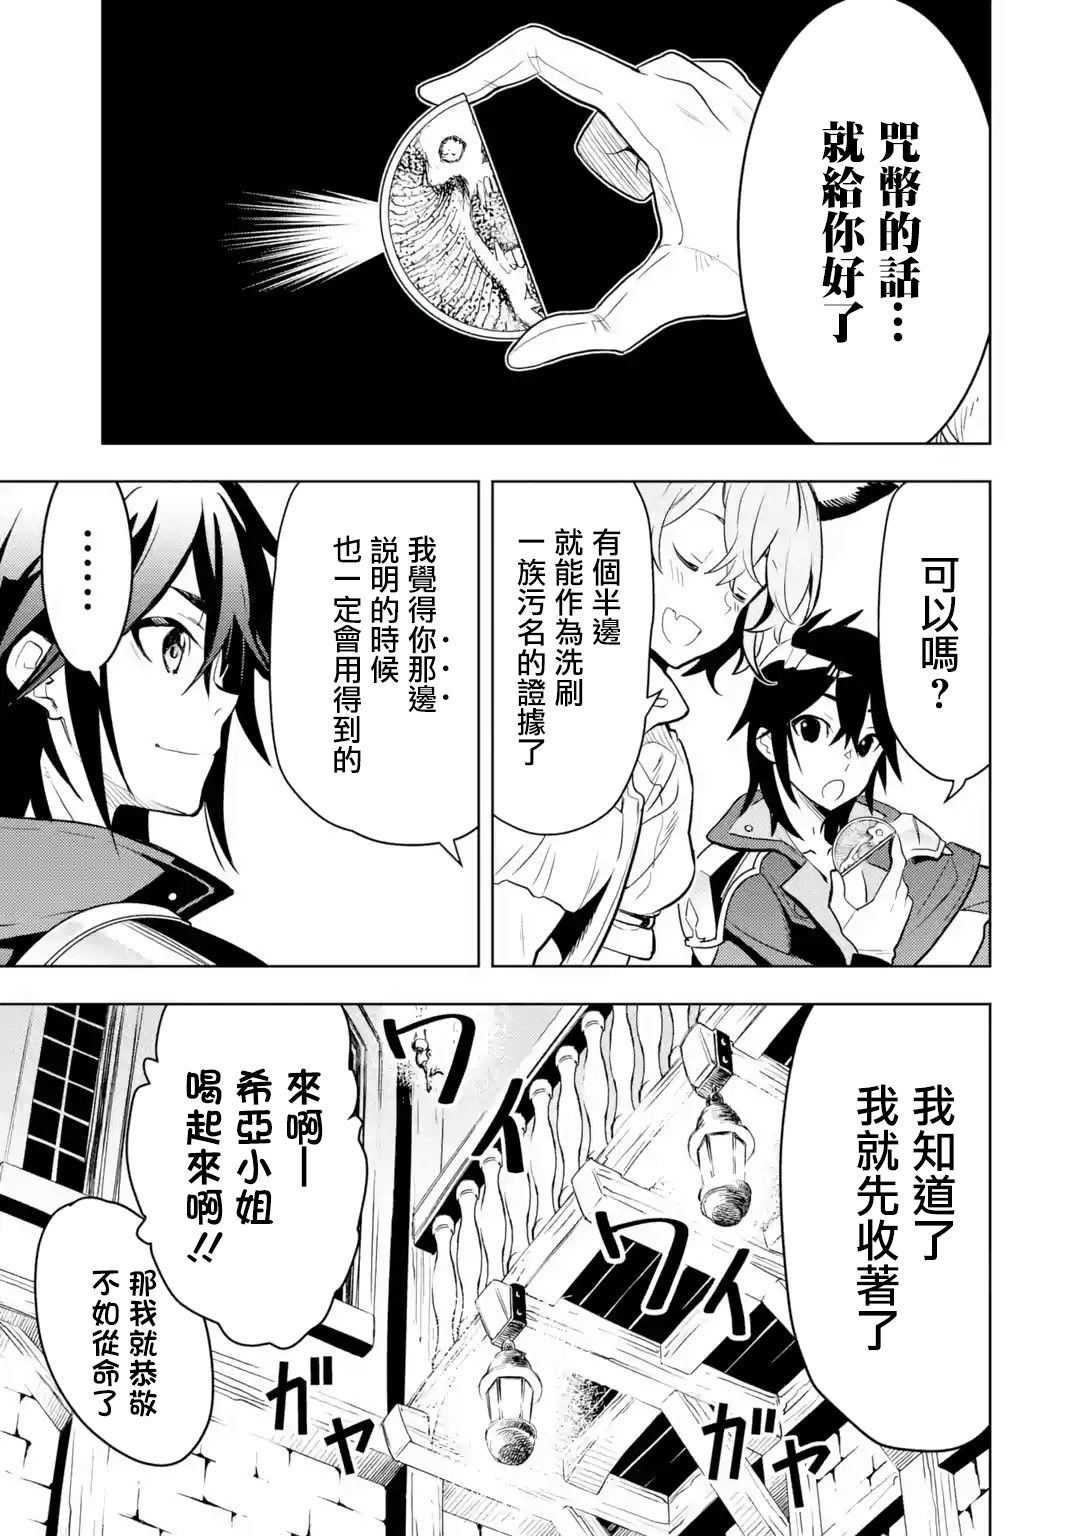 咒幣的話…
就給你好了
可以嗎?
有個半邊
就能作為洗刷
一族污名的證據了
我覺得你那邊
説明的時候
也一定會用得到的
……
我知道了
我就先收著了
ワイ
ワイ
來啊—
希亞小姐
喝起來啊!!
那我就恭敬
不如從命了
ガヤ
ガヤ